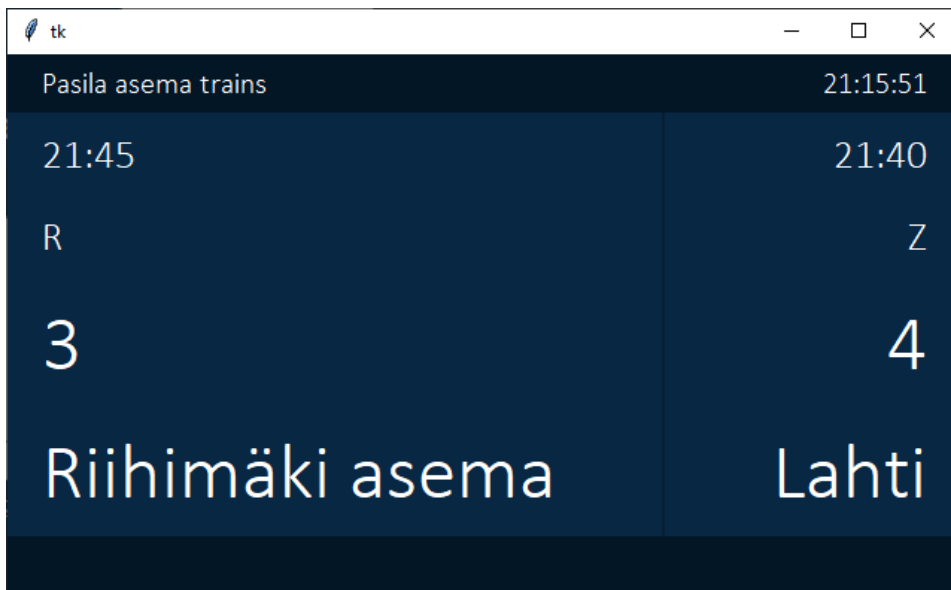 tk
Pasila asema trains 21:15:51
21:45 21:40
R Z
3 4
Riihimäki asema Lahti